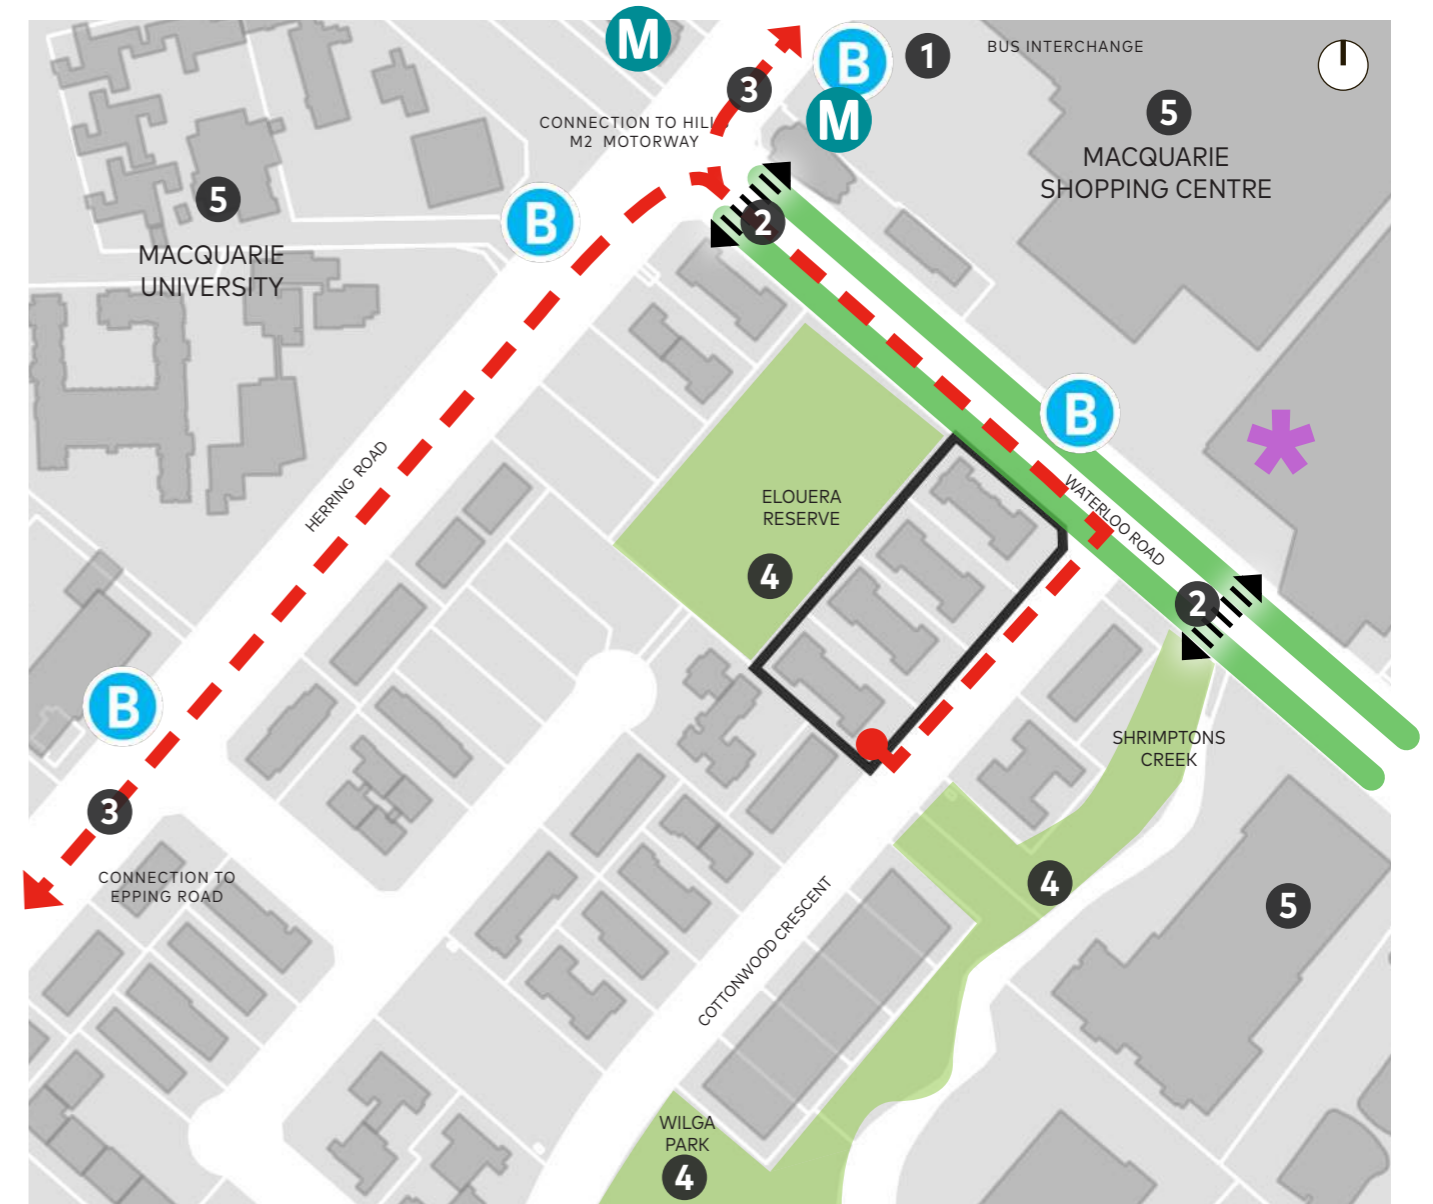 M
B
1
BUS INTERCHANGE
3
M
5
CONNECTION TO HILLS
M2 MOTORWAY
MACQUARIE
SHOPPING CENTRE
5
B
2
MACQUARIE
UNIVERSITY
B
HERRING ROAD
ELOUERA
RESERVE
WATERLOO ROAD
4
2
B
SHRIMPTONS
CREEK
3
CONNECTION TO
EPPING ROAD
4
5
COTTONWOOD CRESCENT
WILGA
PARK
4